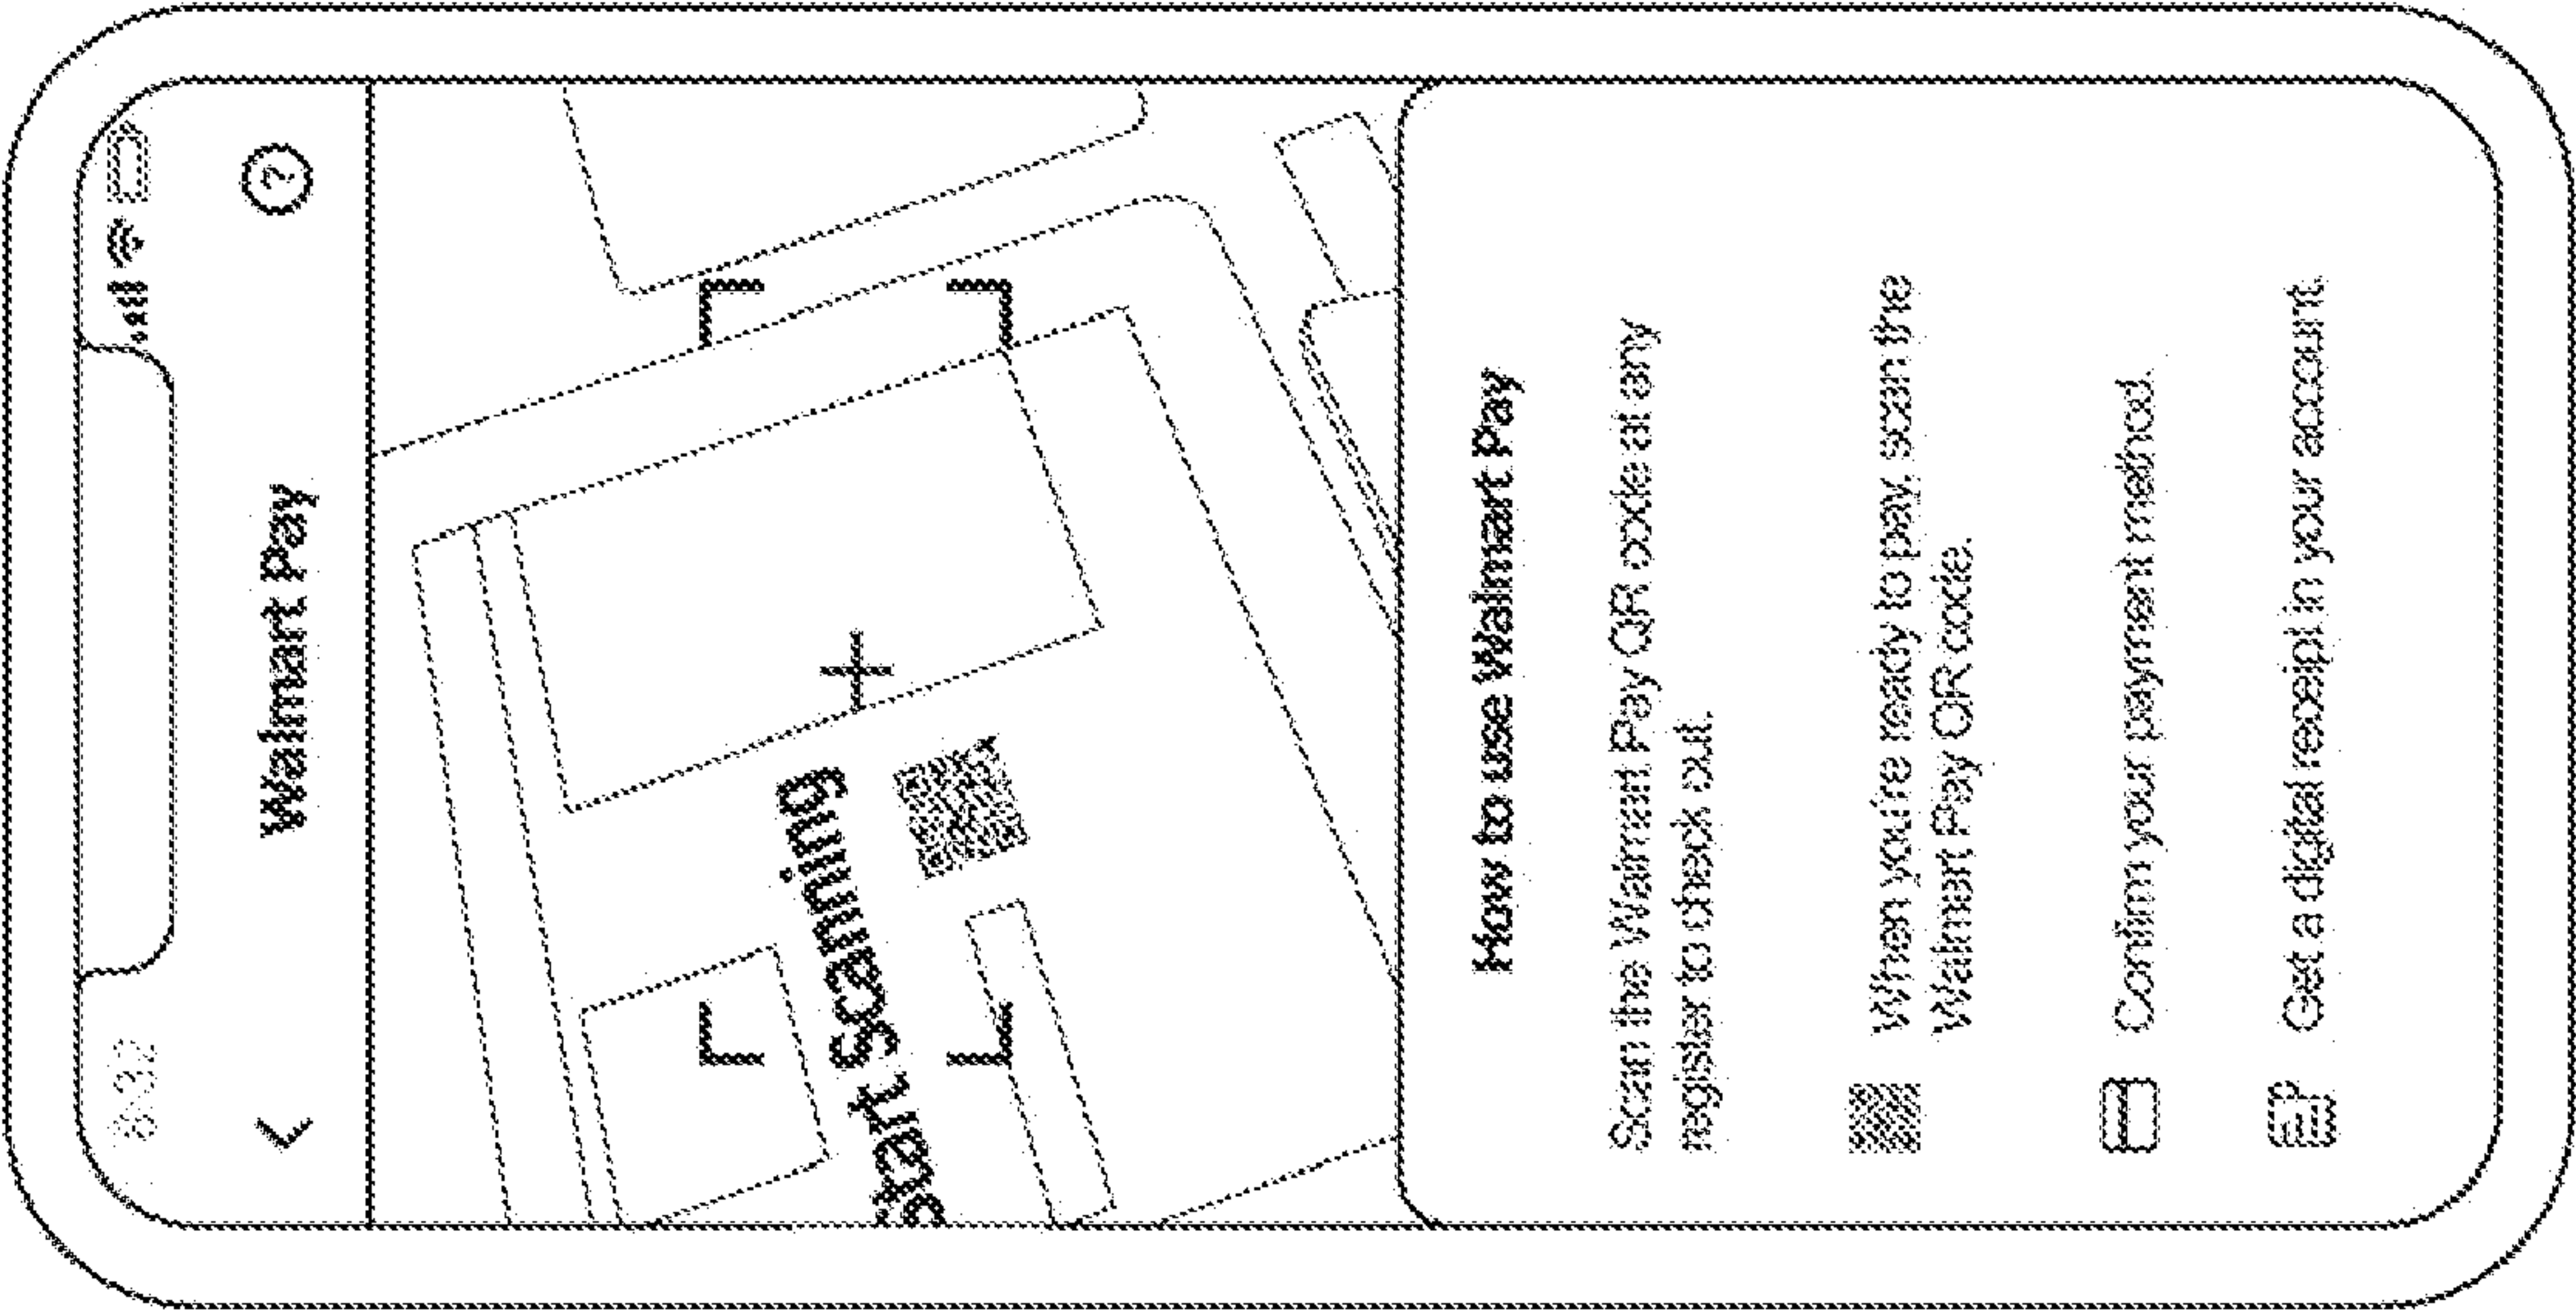 8:32
Walmart Pay
?
Start scanning
How to use Walmart Pay
Scan the Walmart Pay QR code at any
register to check out.
When you're ready to pay, scan the
Walmart Pay QR code.
Confirm your payment method.
Get a digital receipt in your account.